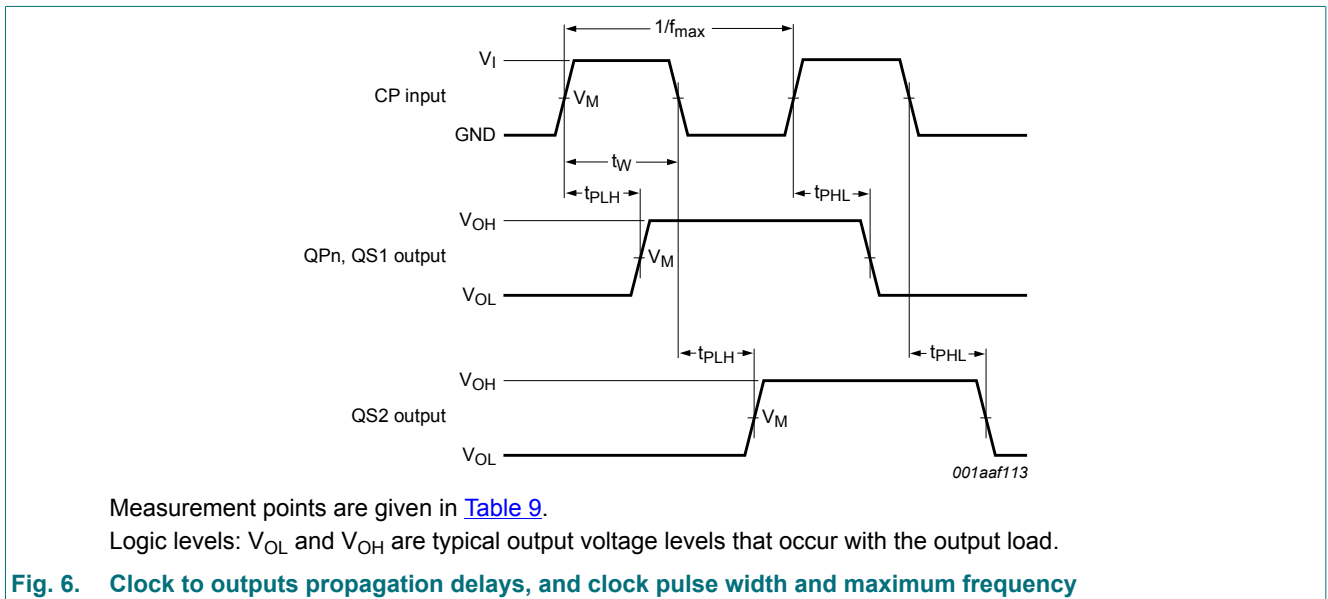 1/fmax
VI
CP input
VM
GND
tW
tPLH
tPHL
VOH
QPn, QS1 output
VM
VOL
tPLH
tPHL
VOH
QS2 output
VM
VOL
001aaf113
Measurement points are given in Table 9.
Logic levels: VOL and VOH are typical output voltage levels that occur with the output load.
Fig. 6. Clock to outputs propagation delays, and clock pulse width and maximum frequency